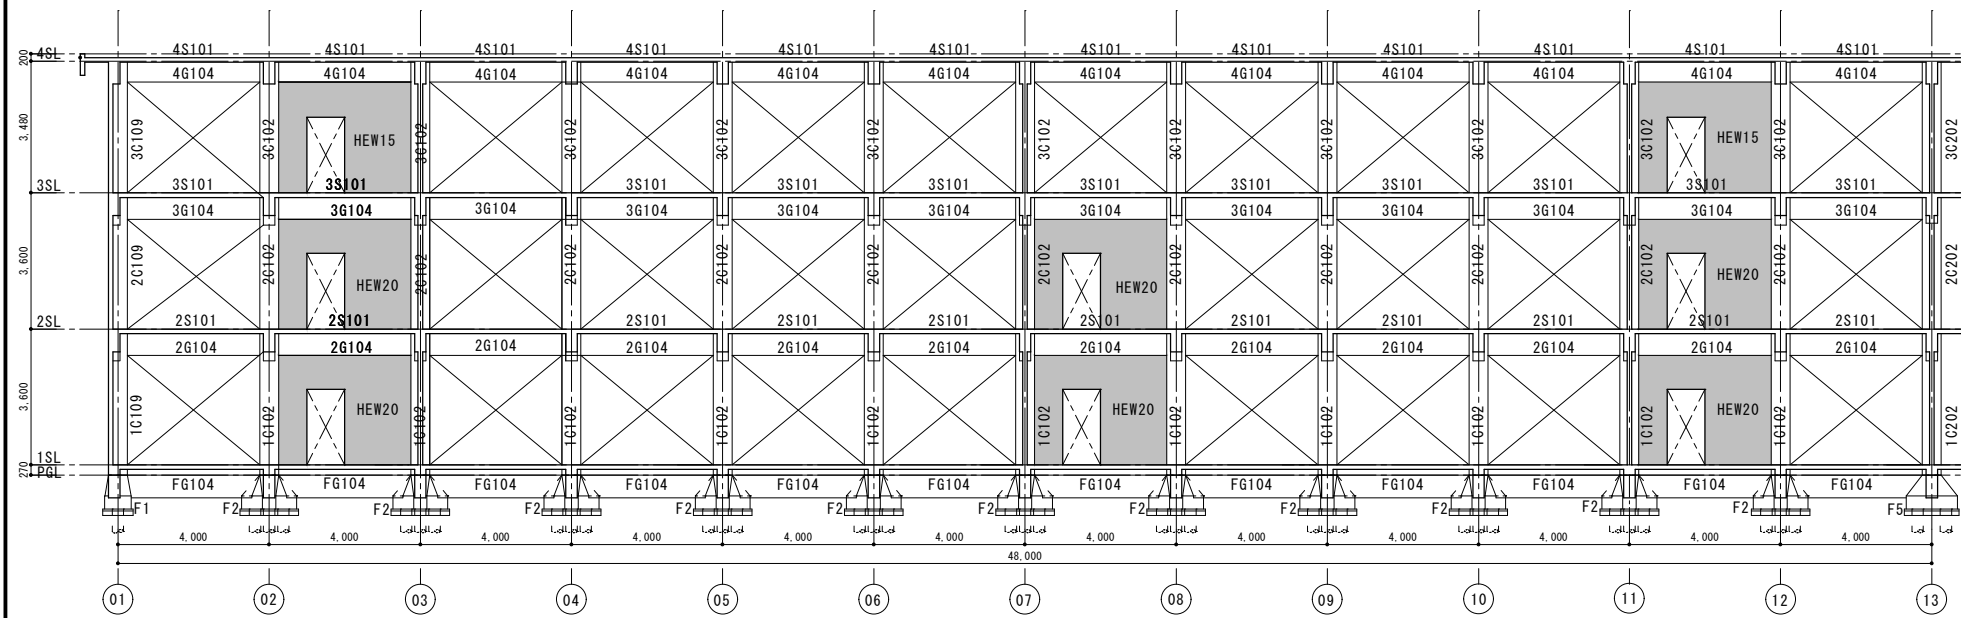 4S101 4S101 4S101 4S101 4S101 4S101 4S101 4S101 4S101 4S101 4S101 4S101
200 4SL
4G104 4G104 4G104 4G104 4G104 4G104 4G104 4G104 4G104 4G104 4G104 4G104
3,480 3C109 3C102 HEW15 3C102 3C102 3C102 3C102 3C102 3C102 3C102 3C102 3C102 HEW15 3C102 3C202
3SL 3S101 3S101 3S101 3S101 3S101 3S101 3S101 3S101 3S101 3S101 3S101 3S101
3G104 3G104 3G104 3G104 3G104 3G104 3G104 3G104 3G104 3G104 3G104 3G104
3,600 2C109 2C102 HEW20 2C102 2C102 2C102 2C102 2C102 HEW20 2C102 2C102 2C102 2C102 HEW20 2C102 2C202
2SL 2S101 2S101 2S101 2S101 2S101 2S101 2S101 2S101 2S101 2S101 2S101 2S101
2G104 2G104 2G104 2G104 2G104 2G104 2G104 2G104 2G104 2G104 2G104 2G104
3,600 1C109 1C102 HEW20 1C102 1C102 1C102 1C102 1C102 HEW20 1C102 1C102 1C102 1C102 HEW20 1C102 1C202
1SL
270 PGL
FG104 FG104 FG104 FG104 FG104 FG104 FG104 FG104 FG104 FG104 FG104 FG104
F1 F2 F2 F2 F2 F2 F2 F2 F2 F2 F2 F2 F5
4,000 4,000 4,000 4,000 4,000 4,000 4,000 4,000 4,000 4,000 4,000 4,000
48,000
01 02 03 04 05 06 07 08 09 10 11 12 13